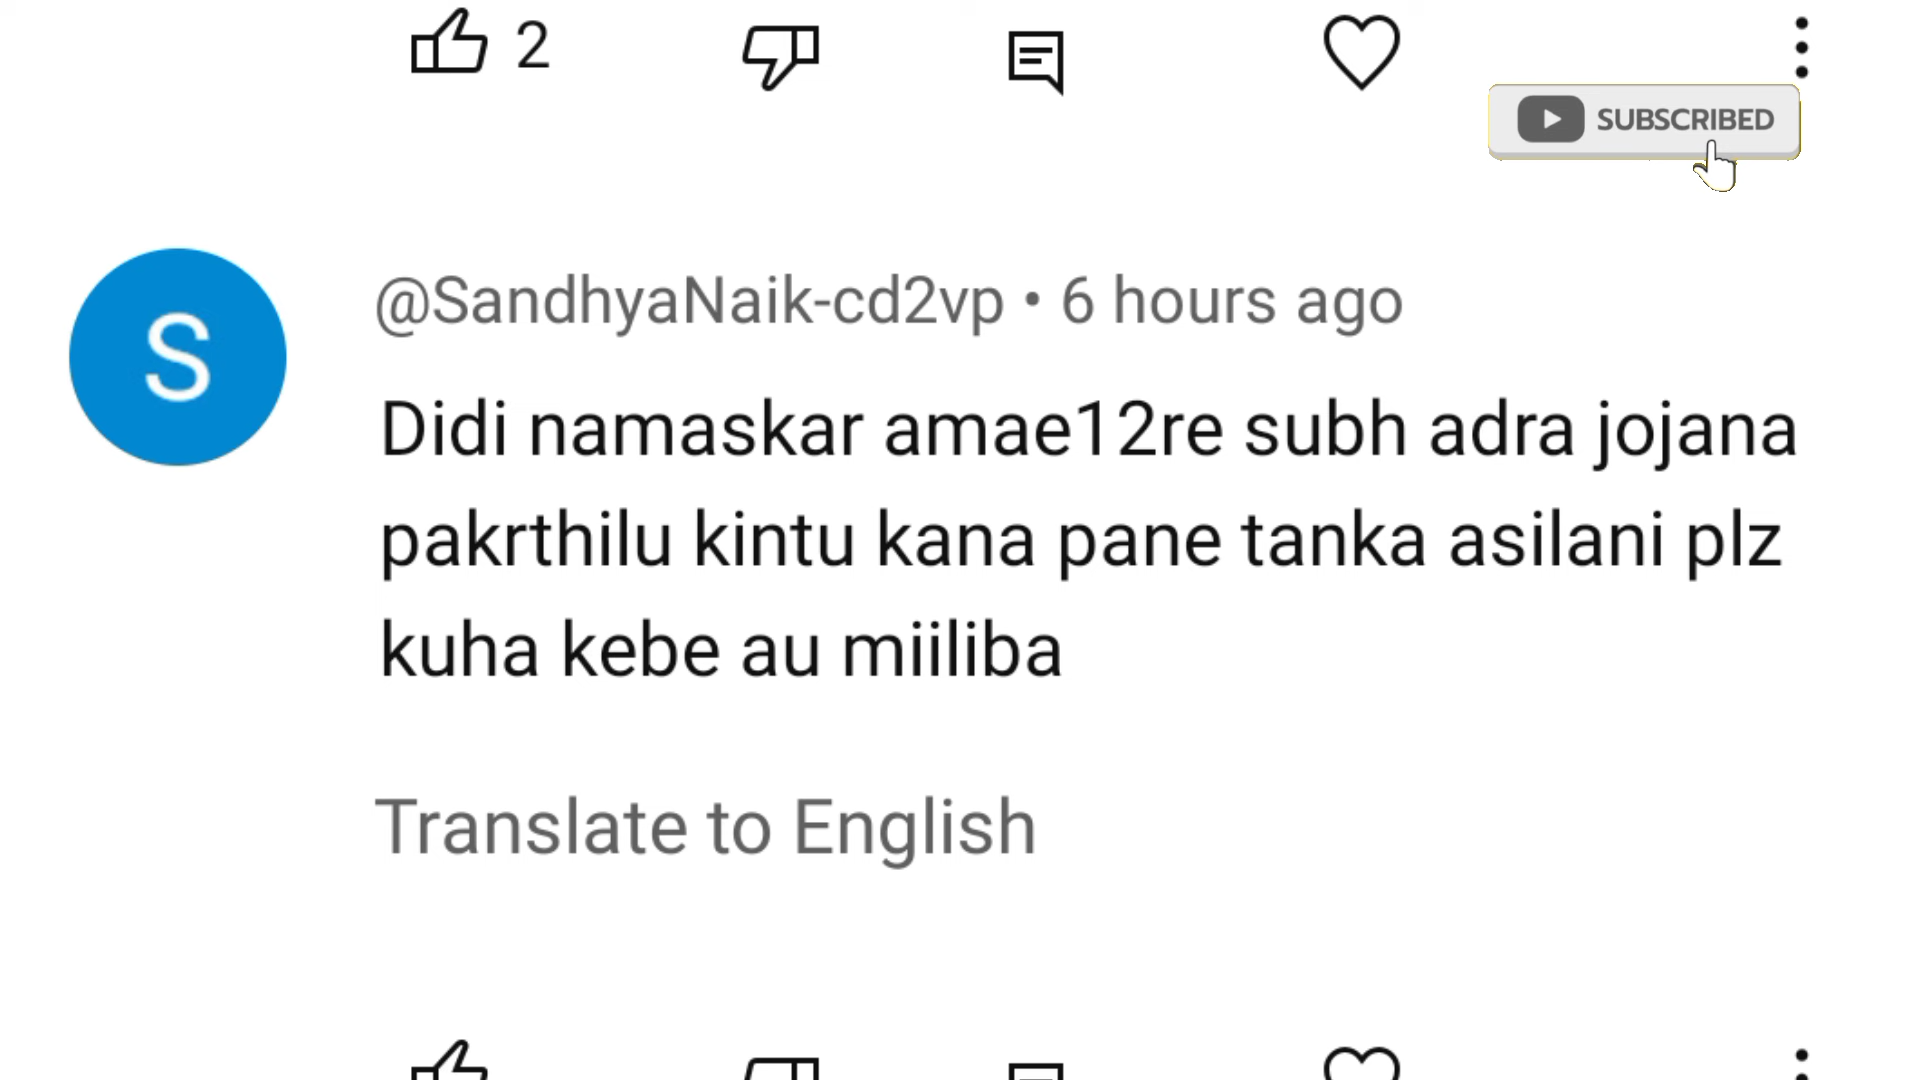 2
SUBSCRIBED
S
@SandhyaNaik-cd2vp • 6 hours ago
Didi namaskar amae12re subh adra jojana
pakrthilu kintu kana pane tanka asilani plz
kuha kebe au miiliba
Translate to English